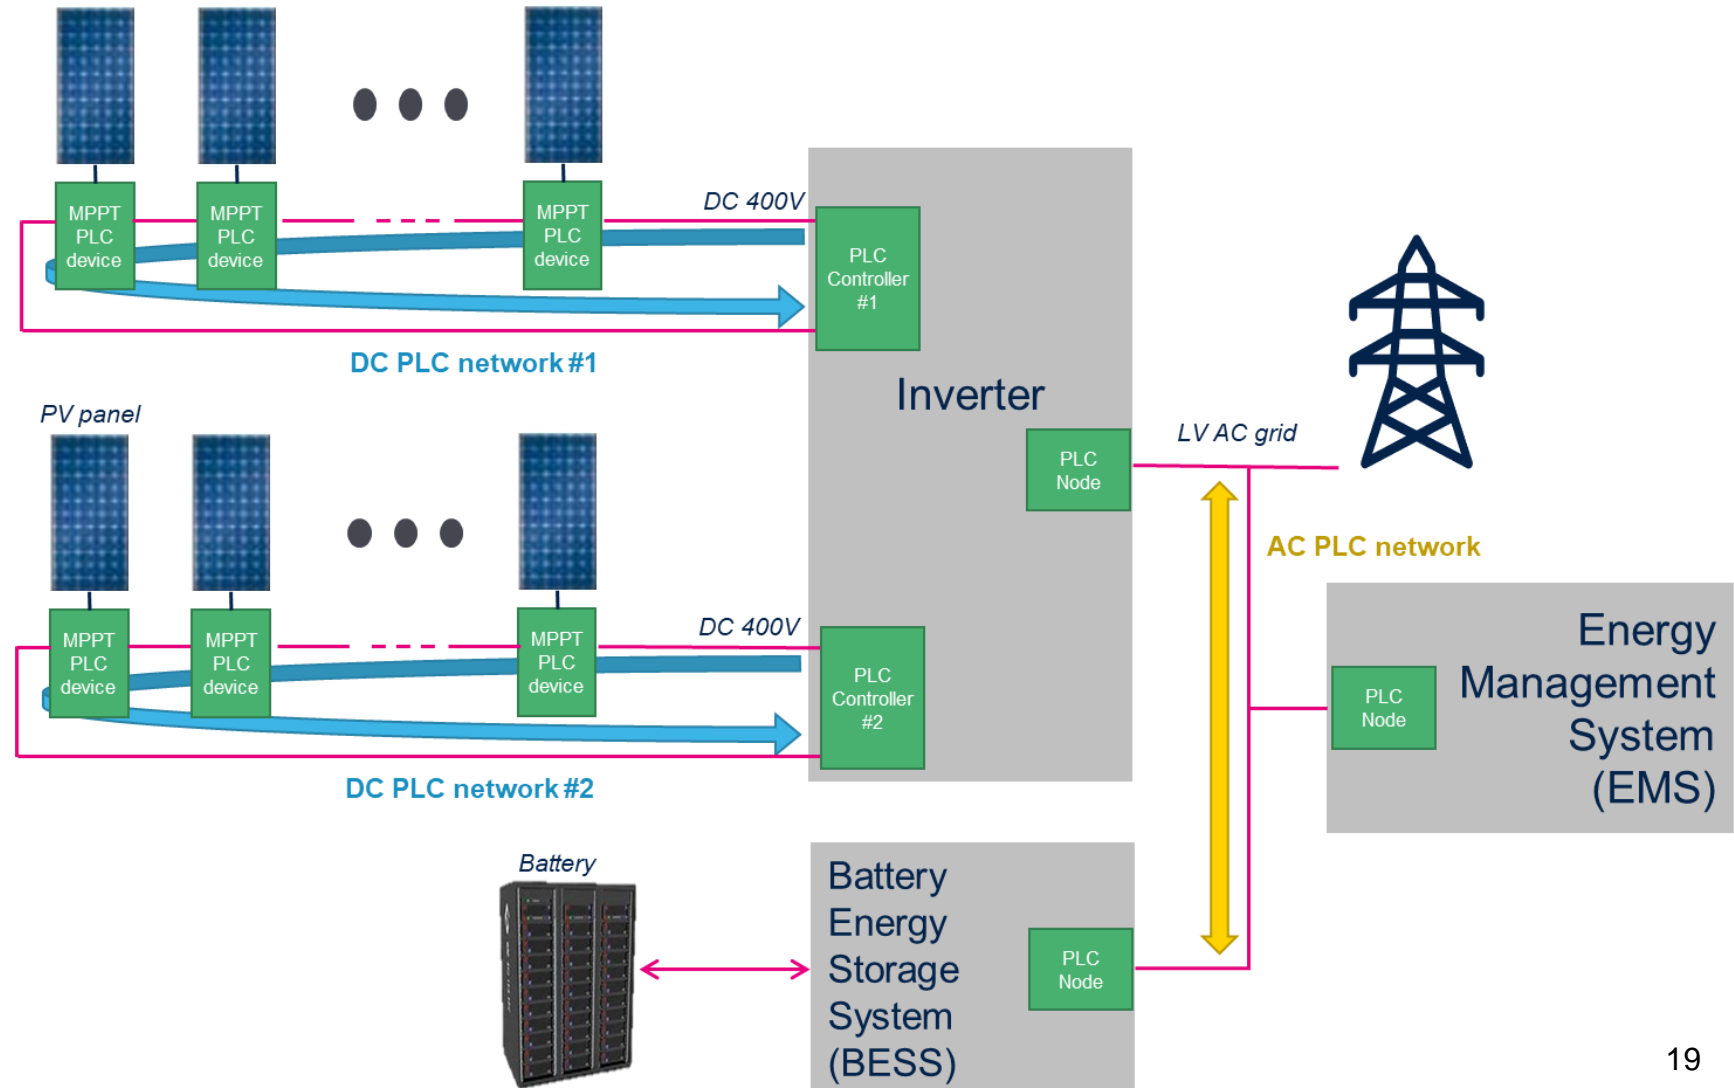 MPPT
PLC
device
MPPT
PLC
device
MPPT
PLC
device
DC 400V
PLC
Controller
#1
DC PLC network #1
Inverter
PV panel
PLC
Node
LV AC grid
AC PLC network
MPPT
PLC
device
MPPT
PLC
device
MPPT
PLC
device
DC 400V
PLC
Controller
#2
DC PLC network #2
PLC
Node
Energy
Management
System
(EMS)
Battery
Battery
Energy
Storage
System
(BESS)
PLC
Node
19